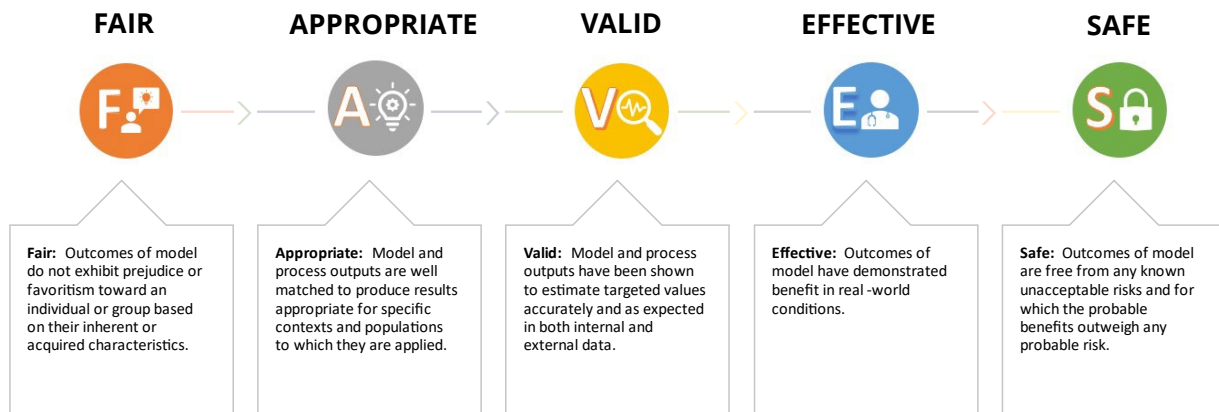 FAIR
APPROPRIATE
VALID
EFFECTIVE
SAFE
F
A
V
E
S
Fair: Outcomes of model
do not exhibit prejudice or
favoritism toward an
individual or group based
on their inherent or
acquired characteristics.
Appropriate: Model and
process outputs are well
matched to produce results
appropriate for specific
contexts and populations
to which they are applied.
Valid: Model and process
outputs have been shown
to estimate targeted values
accurately and as expected
in both internal and
external data.
Effective: Outcomes of
model have demonstrated
benefit in real -world
conditions.
Safe: Outcomes of model
are free from any known
unacceptable risks and for
which the probable
benefits outweigh any
probable risk.